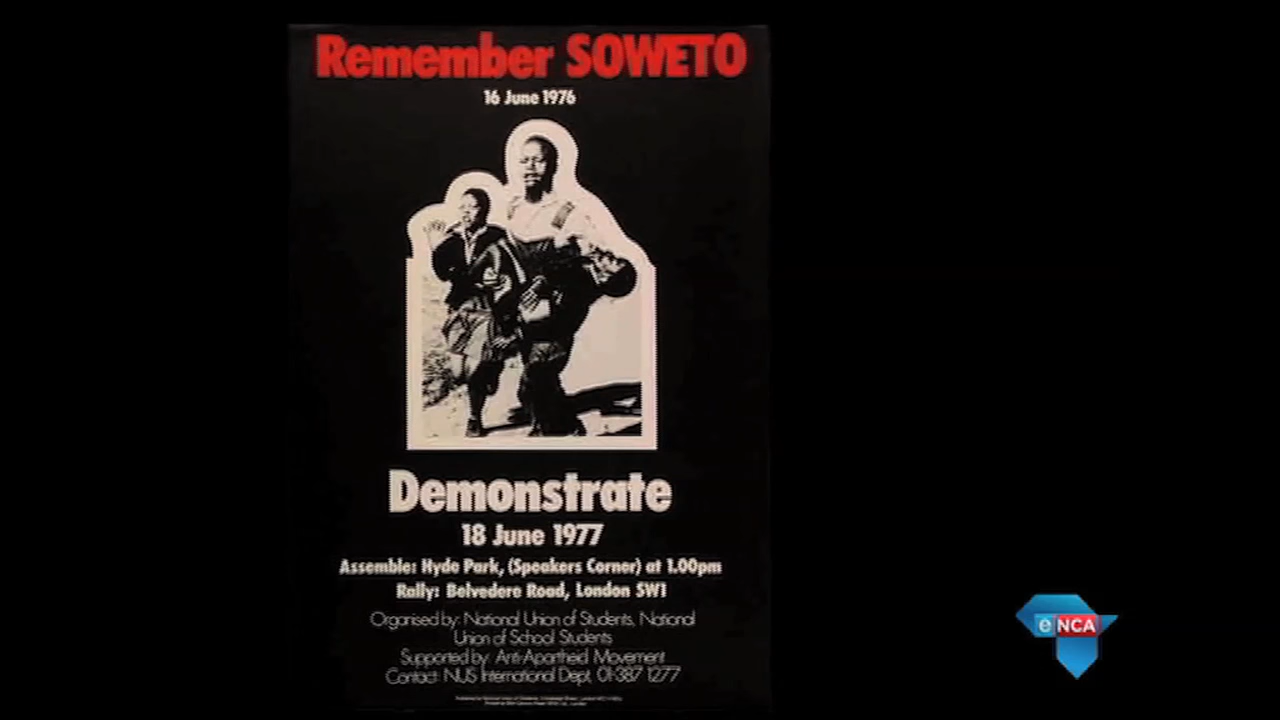 Remember SOWETO
16 June 1976
Demonstrate
18 June 1977
Assemble: Hyde Park, (Speakers Corner) at 1.00pm
Rally: Belvedere Road, London SW1
Organised by: National Union of Students, National
Union of School Students
Supported by: Anti-Apartheid Movement
Contact: NUS International Dept, 01-387 1277
eNCA